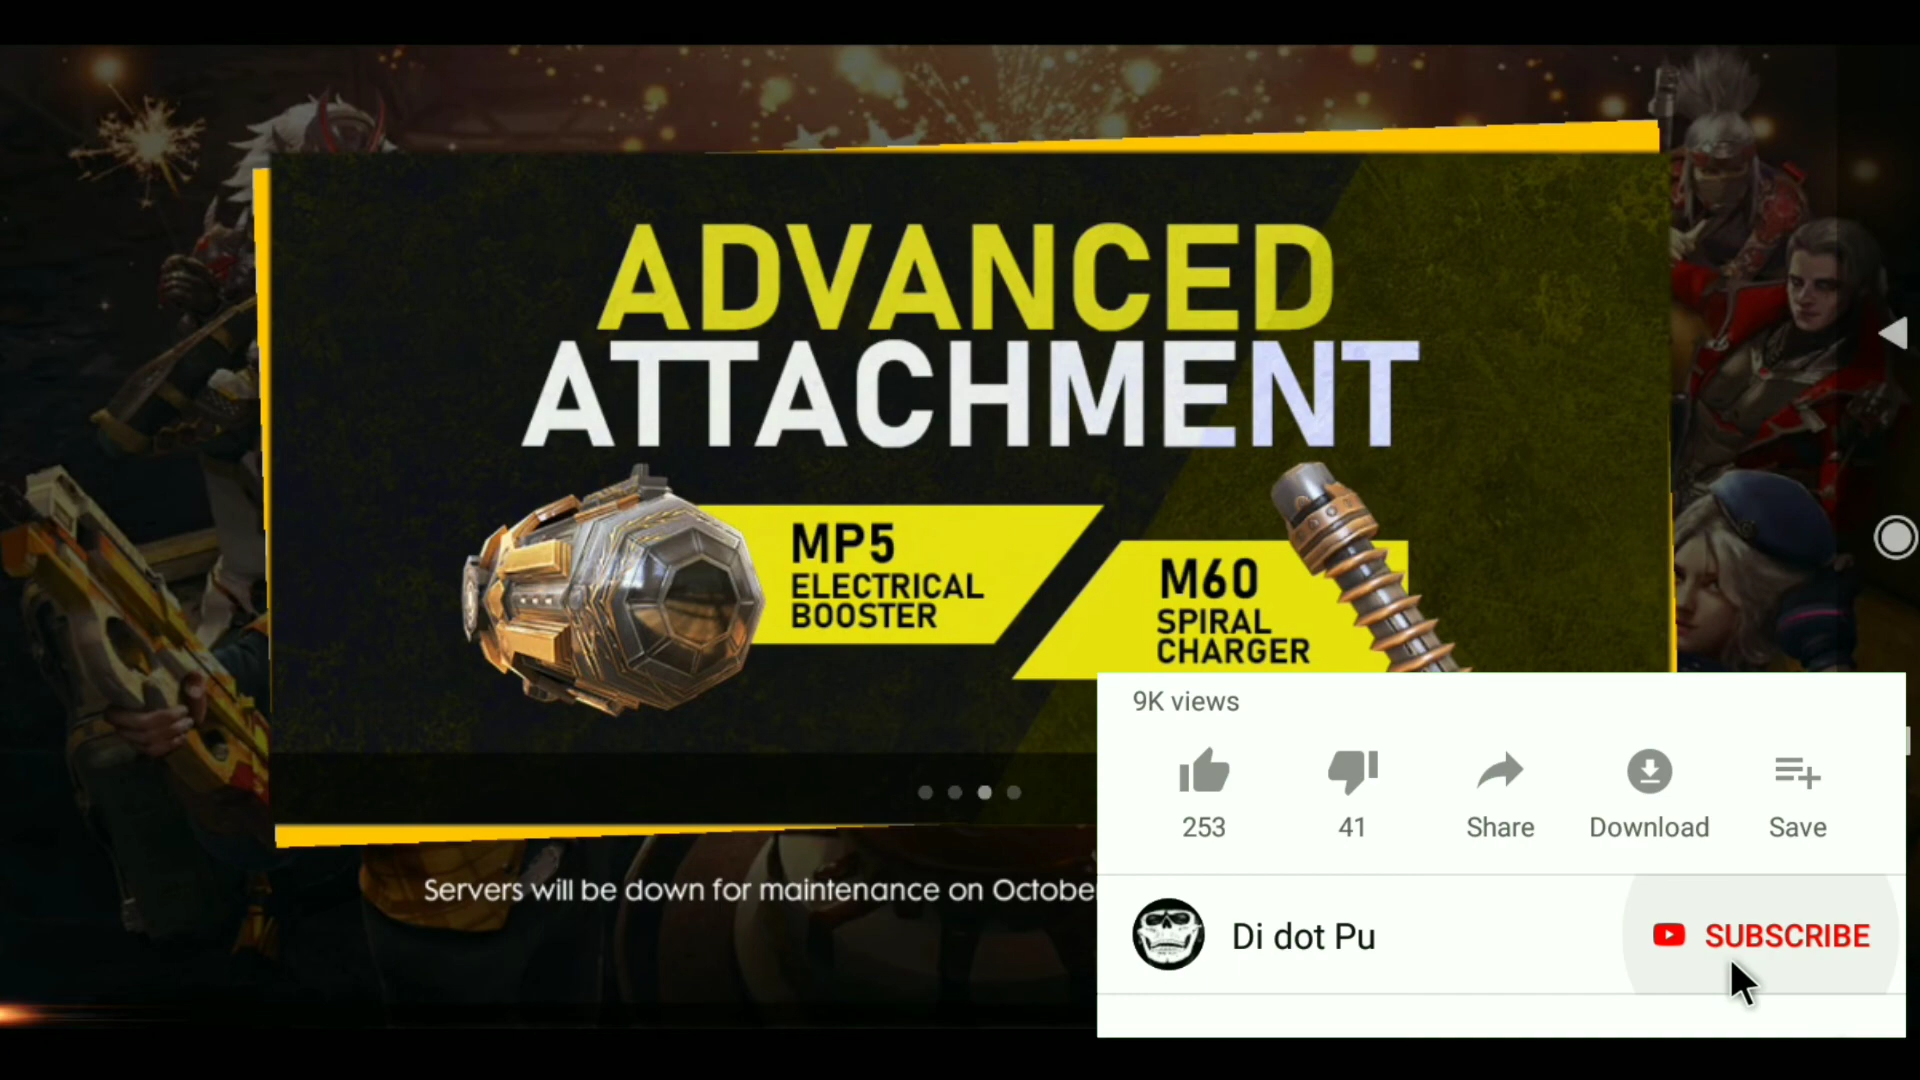 ADVANCED
ATTACHMENT
MP5
ELECTRICAL
BOOSTER
M60
SPIRAL
CHARGER
9K views
253
41
Share
Download
Save
Servers will be down for maintenance on
Di dot Pu
SUBSCRIBE